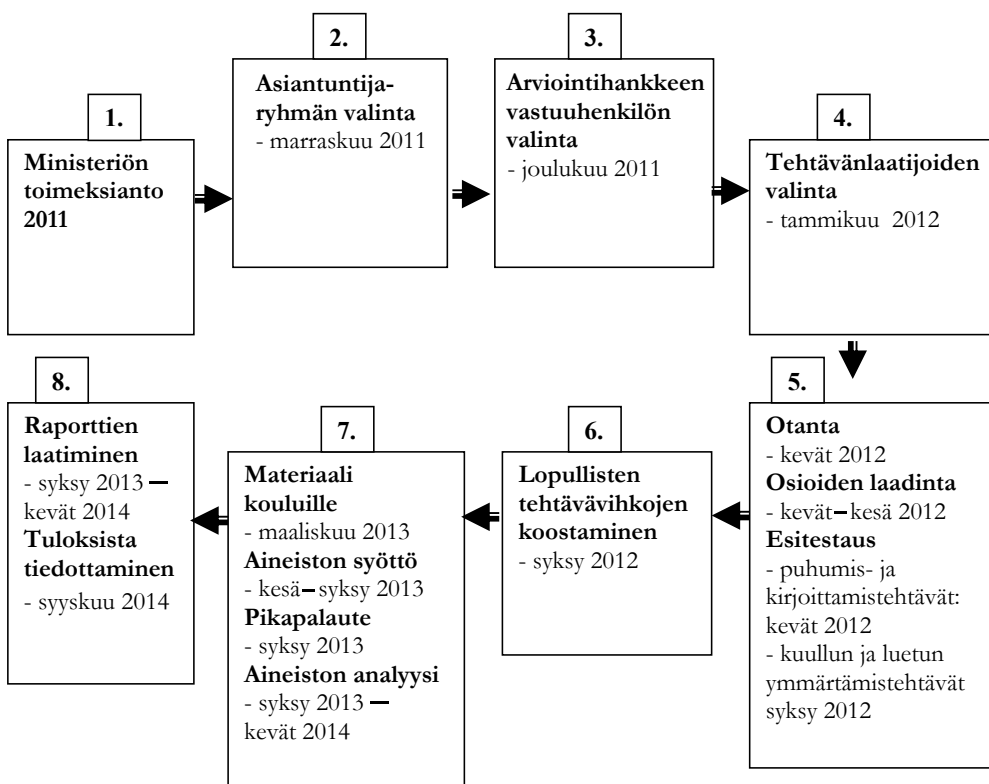 1.
Ministeriön
toimeksianto
2011
2.
Asiantuntija-
ryhmän valinta
- marraskuu 2011
3.
Arviointihankkeen
vastuuhenkilön
valinta
- joulukuu 2011
4.
Tehtävänlaatijoiden
valinta
- tammikuu 2012
5.
Otanta
- kevät 2012
Osioiden laadinta
- kevät–kesä 2012
Esitestaus
- puhumis- ja
kirjoittamistehtävät:
kevät 2012
- kuullun ja luetun
ymmärtämistehtävät
syksy 2012
6.
Lopullisten
tehtävävihkojen
koostaminen
- syksy 2012
7.
Materiaali
kouluille
- maaliskuu 2013
Aineiston syöttö
- kesä–syksy 2013
Pikapalaute
- syksy 2013
Aineiston analyysi
- syksy 2013 –
kevät 2014
8.
Raporttien
laatiminen
- syksy 2013 –
kevät 2014
Tuloksista
tiedottaminen
- syyskuu 2014